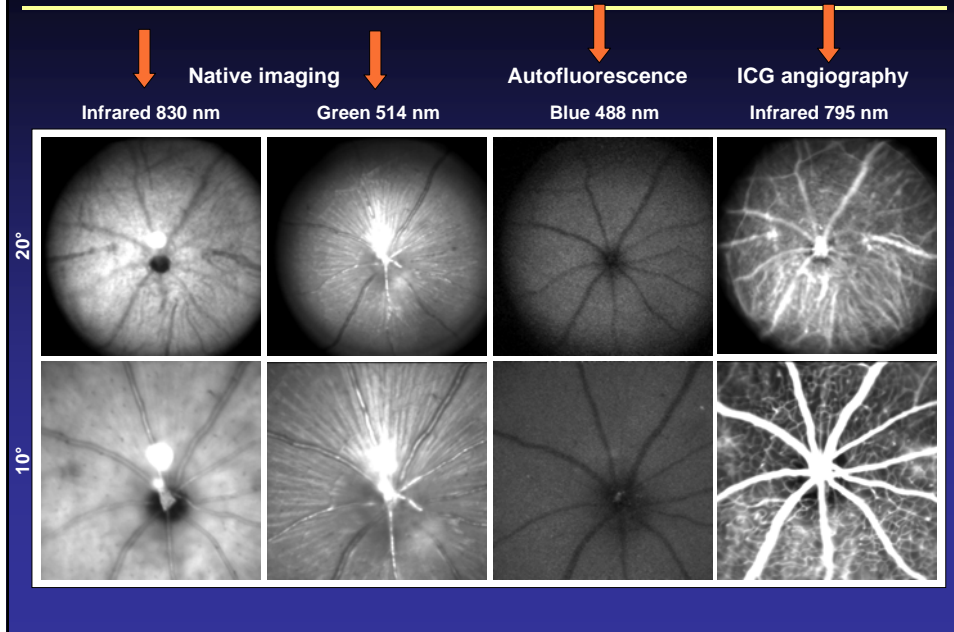 Native imaging
Autofluorescence
ICG angiography
Infrared 830 nm
Green 514 nm
Blue 488 nm
Infrared 795 nm
20°
10°